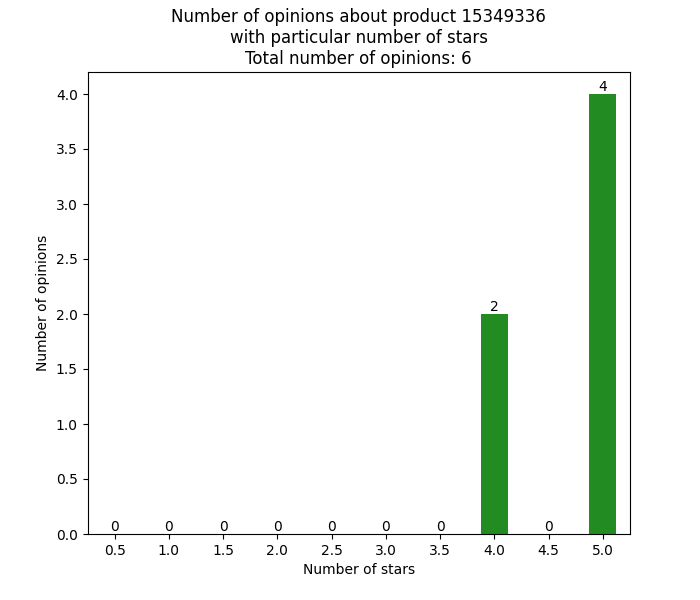 Number of opinions about product 15349336
with particular number of stars
Total number of opinions: 6
4
4.0
3.5
3.0
2.5
2
2.0
1.5
1.0
0.5
0.0
Number of opinions
0 0 0 0 0 0 0 0
0.5 1.0 1.5 2.0 2.5 3.0 3.5 4.0 4.5 5.0
Number of stars